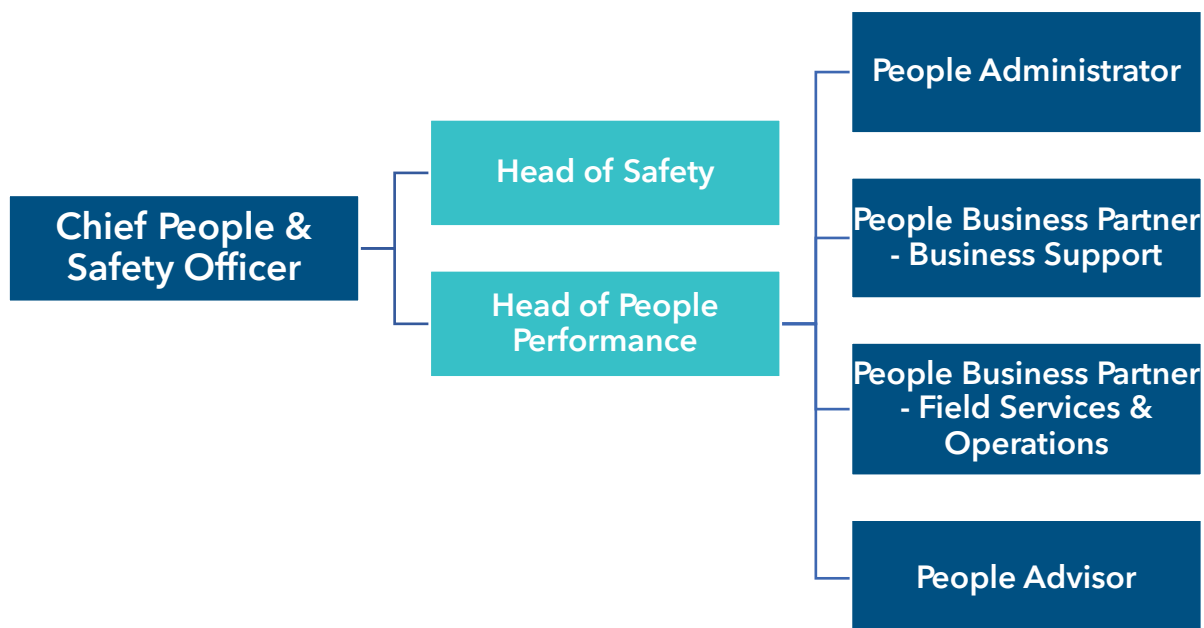 Chief People &
Safety Officer
Head of Safety
Head of People
Performance
People Administrator
People Business Partner
- Business Support
People Business Partner
- Field Services &
Operations
People Advisor